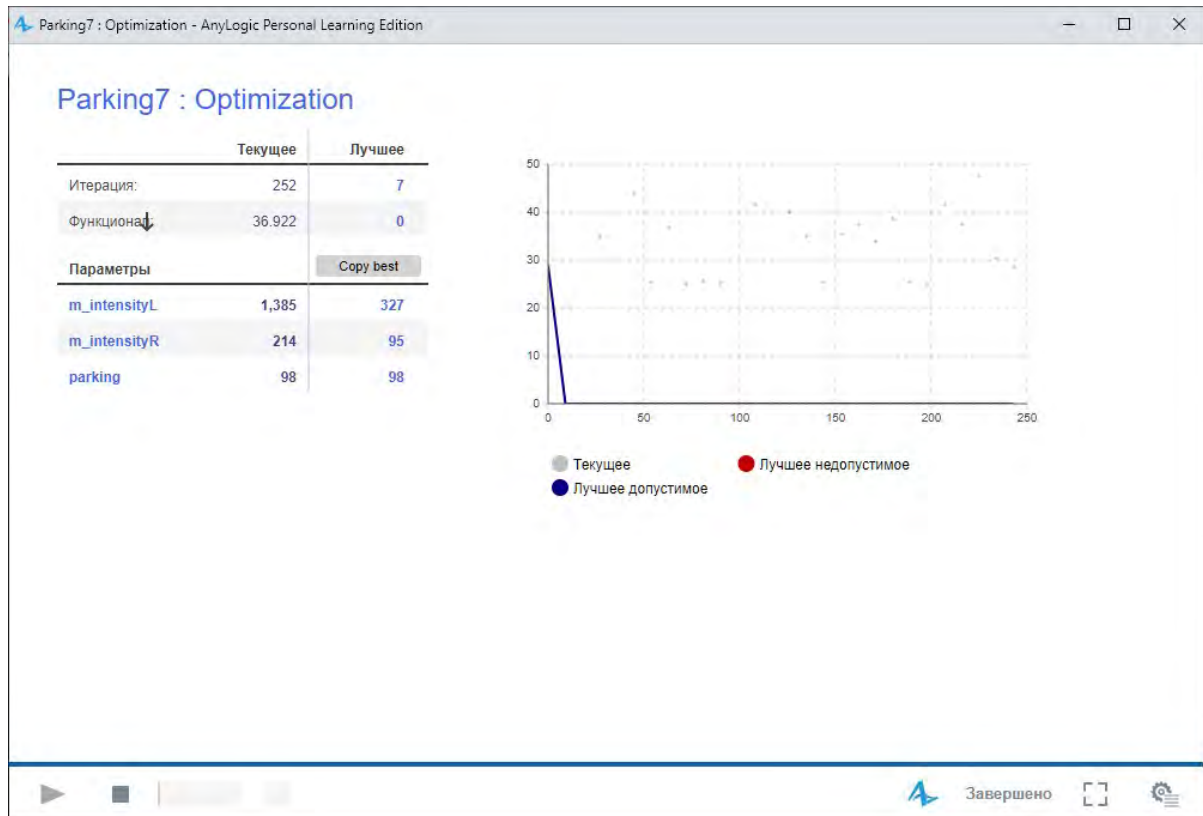 Parking7 : Optimization - AnyLogic Personal Learning Edition
Parking7 : Optimization
Текущее Лучшее
Итерация: 252 7
Функционал: 36.922 0
Параметры Copy best
m_intensityL 1,385 327
m_intensityR 214 95
parking 98 98
50
40
30
20
10
0
0 50 100 150 200 250
Текущее Лучшее недопустимое
Лучшее допустимое
Завершено